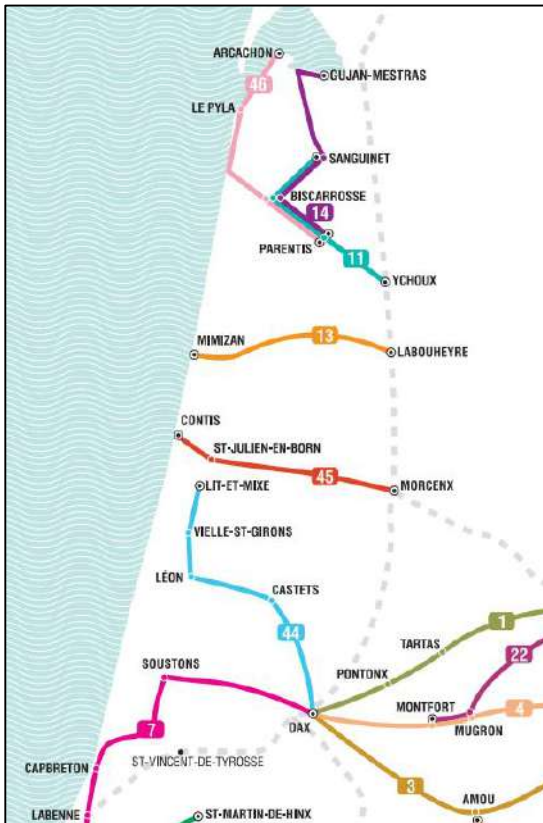 ARCACHON
GUJAN-MESTRAS
46
LE PYLA
SANGUINET
BISCARROSSE
14
PARENTIS
11
YCHOUX
13
MIMIZAN
LABOUHEYRE
CONTIS
ST-JULIEN-EN-BORN
45
LIT-ET-MIXE
MORCENX
VIELLE-ST-GIRONS
LÉON
CASTETS
1
44
TARTAS
22
SOUSTONS
PONTONX
MONTFORT
4
DAX
MUGRON
7
ST-VINCENT-DE-TYROSSE
CAPBRETON
3
AMOU
LABENNE
ST-MARTIN-DE-HINX